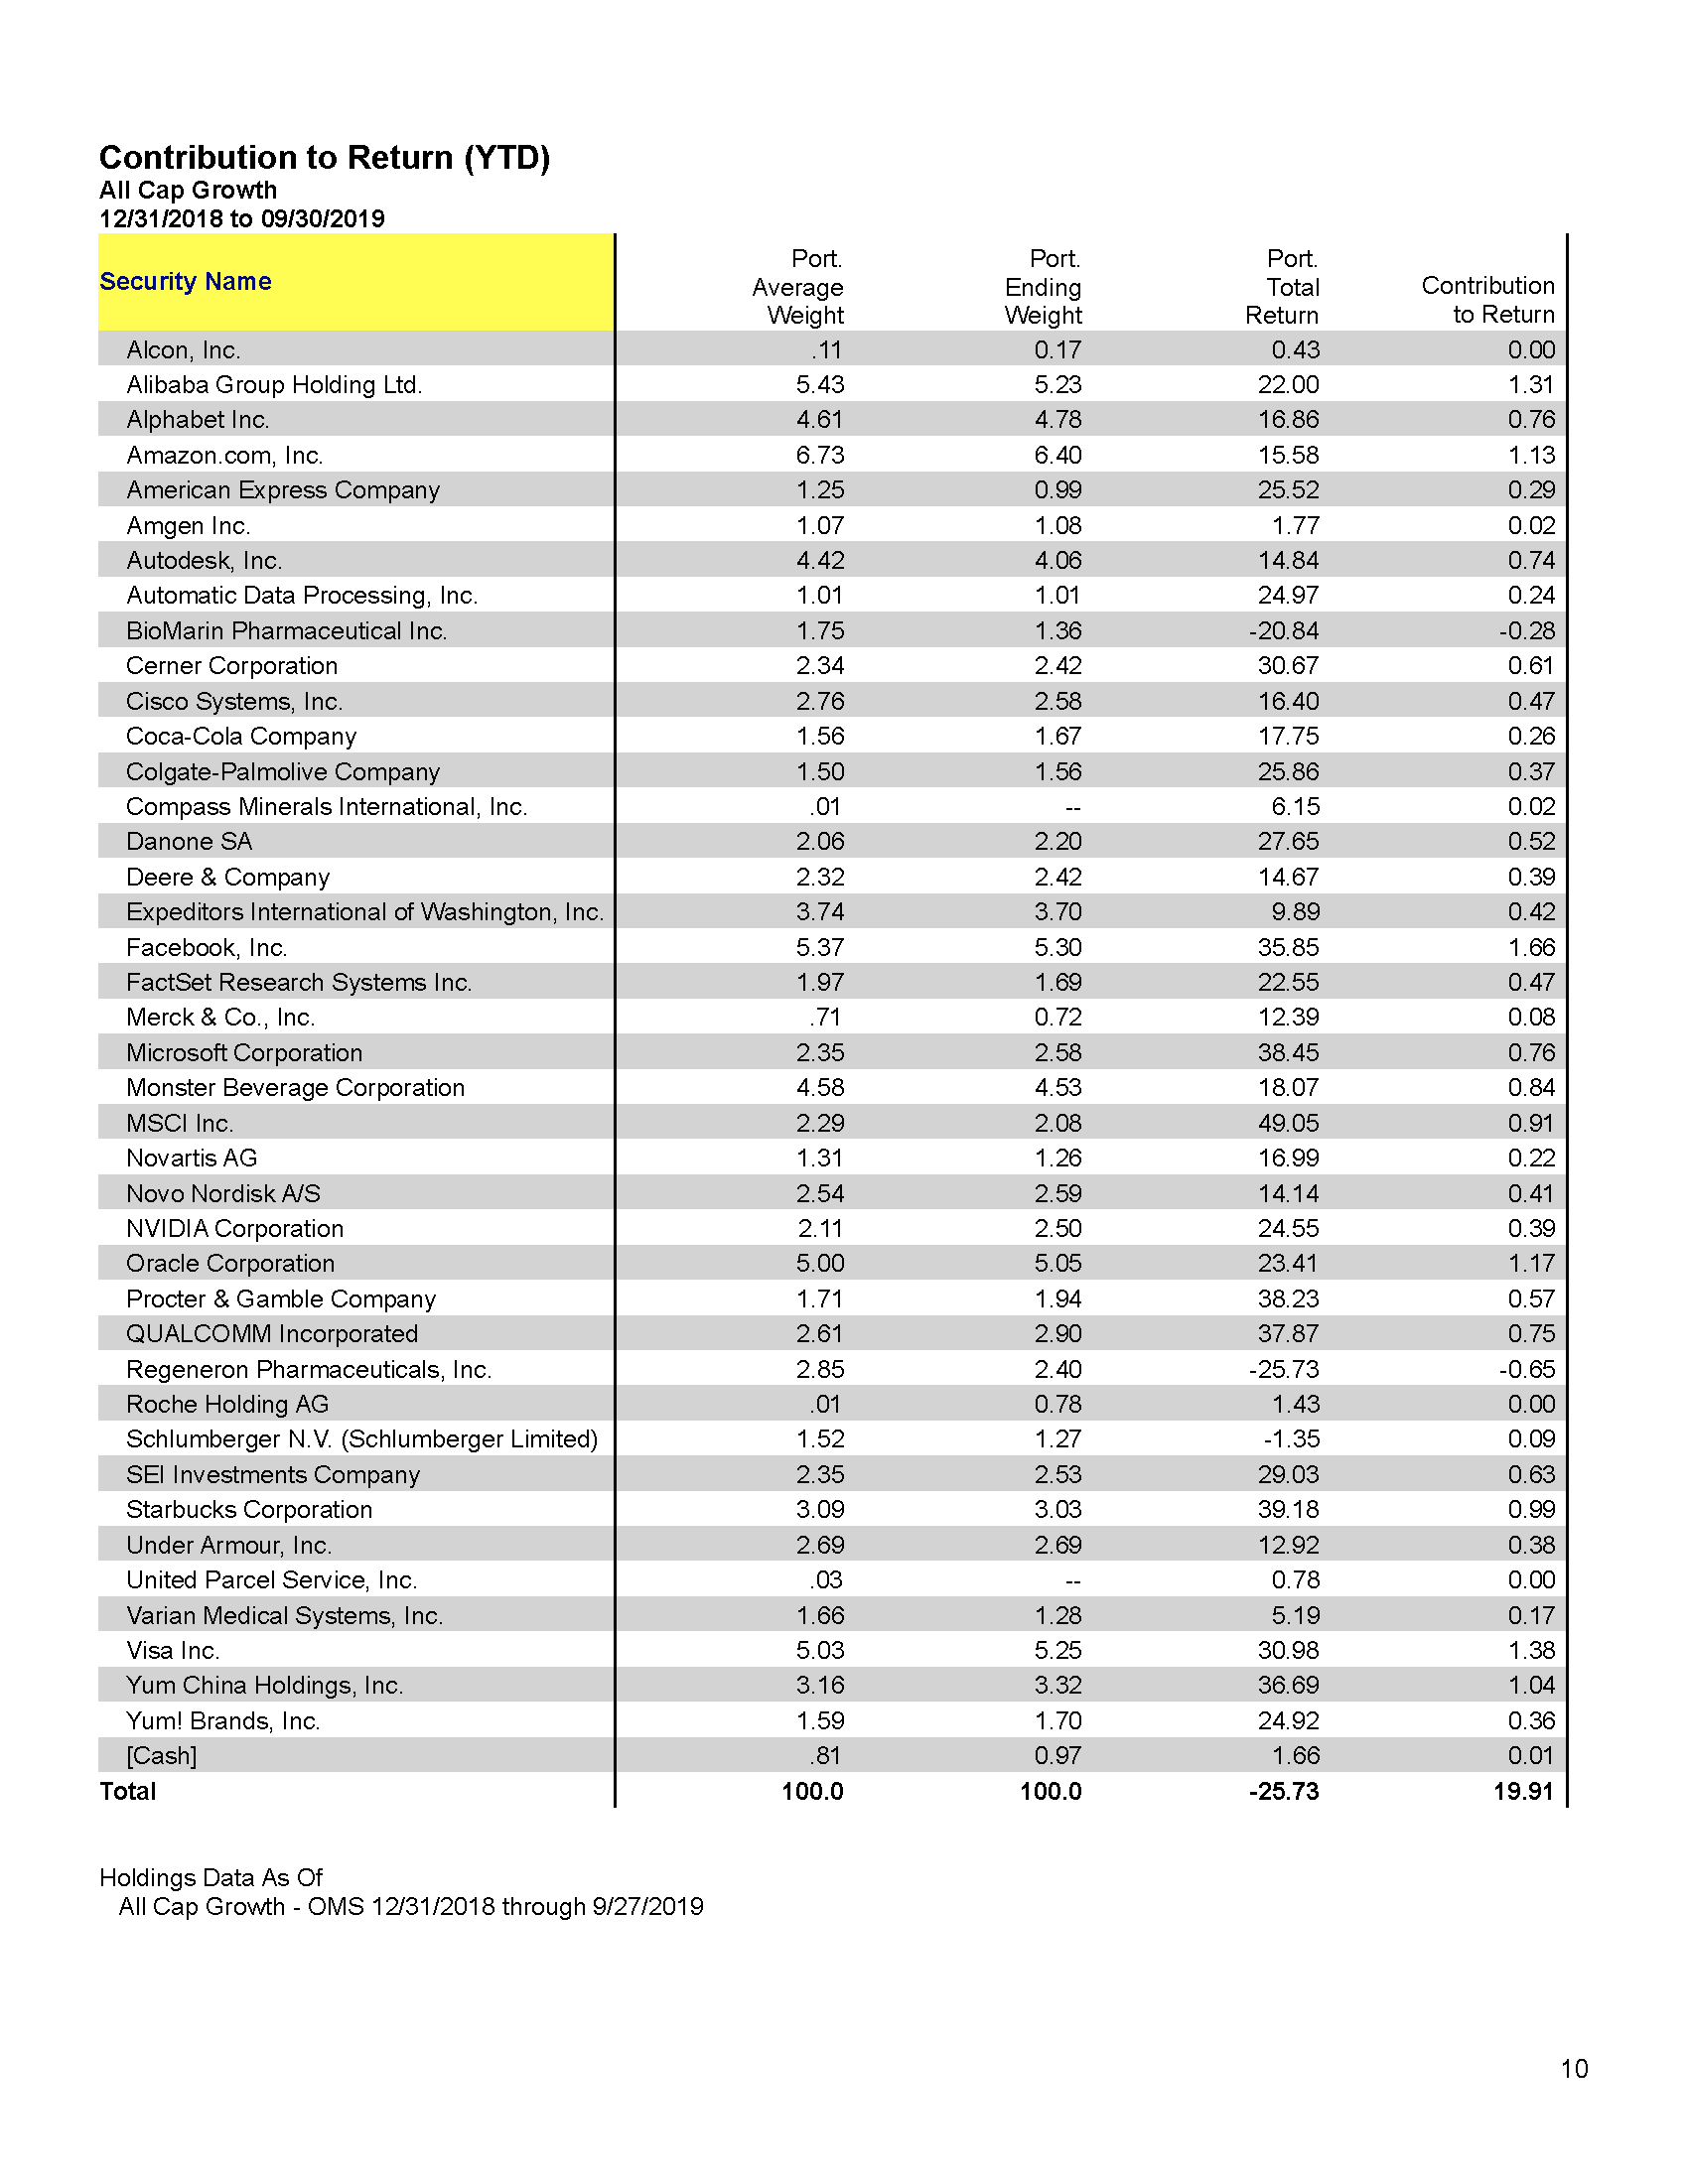 Contribution to Return (YTD)
All Cap Growth
12/31/2018 to 09/30/2019
Security Name Port. Average Weight Port. Ending Weight Port. Total Return Contribution to Return
Alcon, Inc. .11 0.17 0.43 0.00
Alibaba Group Holding Ltd. 5.43 5.23 22.00 1.31
Alphabet Inc. 4.61 4.78 16.86 0.76
Amazon.com, Inc. 6.73 6.40 15.58 1.13
American Express Company 1.25 0.99 25.52 0.29
Amgen Inc. 1.07 1.08 1.77 0.02
Autodesk, Inc. 4.42 4.06 14.84 0.74
Automatic Data Processing, Inc. 1.01 1.01 24.97 0.24
BioMarin Pharmaceutical Inc. 1.75 1.36 -20.84 -0.28
Cerner Corporation 2.34 2.42 30.67 0.61
Cisco Systems, Inc. 2.76 2.58 16.40 0.47
Coca-Cola Company 1.56 1.67 17.75 0.26
Colgate-Palmolive Company 1.50 1.56 25.86 0.37
Compass Minerals International, Inc. .01 -- 6.15 0.02
Danone SA 2.06 2.20 27.65 0.52
Deere & Company 2.32 2.42 14.67 0.39
Expeditors International of Washington, Inc. 3.74 3.70 9.89 0.42
Facebook, Inc. 5.37 5.30 35.85 1.66
FactSet Research Systems Inc. 1.97 1.69 22.55 0.47
Merck & Co., Inc. .71 0.72 12.39 0.08
Microsoft Corporation 2.35 2.58 38.45 0.76
Monster Beverage Corporation 4.58 4.53 18.07 0.84
MSCI Inc. 2.29 2.08 49.05 0.91
Novartis AG 1.31 1.26 16.99 0.22
Novo Nordisk A/S 2.54 2.59 14.14 0.41
NVIDIA Corporation 2.11 2.50 24.55 0.39
Oracle Corporation 5.00 5.05 23.41 1.17
Procter & Gamble Company 1.71 1.94 38.23 0.57
QUALCOMM Incorporated 2.61 2.90 37.87 0.75
Regeneron Pharmaceuticals, Inc. 2.85 2.40 -25.73 -0.65
Roche Holding AG .01 0.78 1.43 0.00
Schlumberger N.V. (Schlumberger Limited) 1.52 1.27 -1.35 0.09
SEI Investments Company 2.35 2.53 29.03 0.63
Starbucks Corporation 3.09 3.03 39.18 0.99
Under Armour, Inc. 2.69 2.69 12.92 0.38
United Parcel Service, Inc. .03 -- 0.78 0.00
Varian Medical Systems, Inc. 1.66 1.28 5.19 0.17
Visa Inc. 5.03 5.25 30.98 1.38
Yum China Holdings, Inc. 3.16 3.32 36.69 1.04
Yum! Brands, Inc. 1.59 1.70 24.92 0.36
[Cash] .81 0.97 1.66 0.01
Total 100.0 100.0 -25.73 19.91
Holdings Data As Of
All Cap Growth - OMS 12/31/2018 through 9/27/2019
10